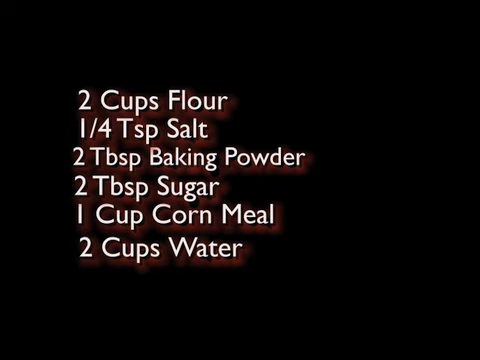 2 Cups Flour
1/4 Tsp Salt
2 Tbsp Baking Powder
2 Tbsp Sugar
1 Cup Corn Meal
2 Cups Water